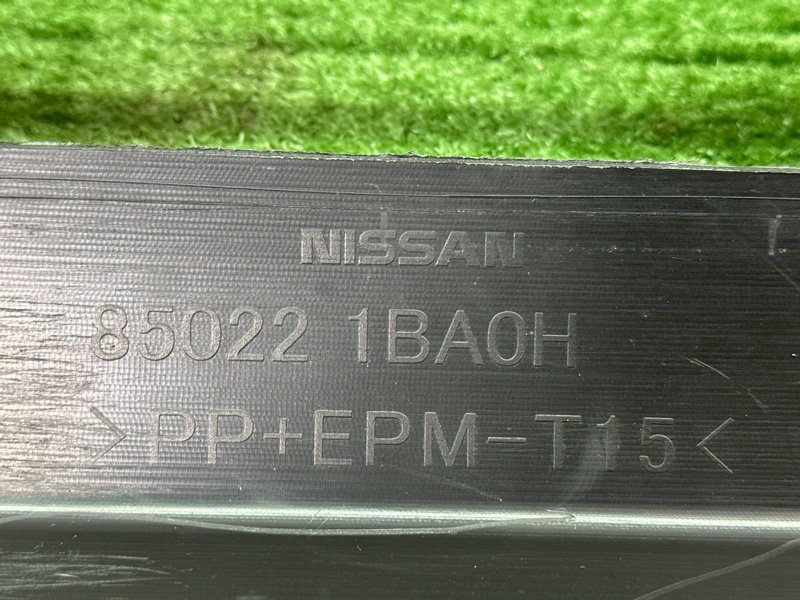 NISSAN
85022 1BA0H
>PP+EPM-T15<